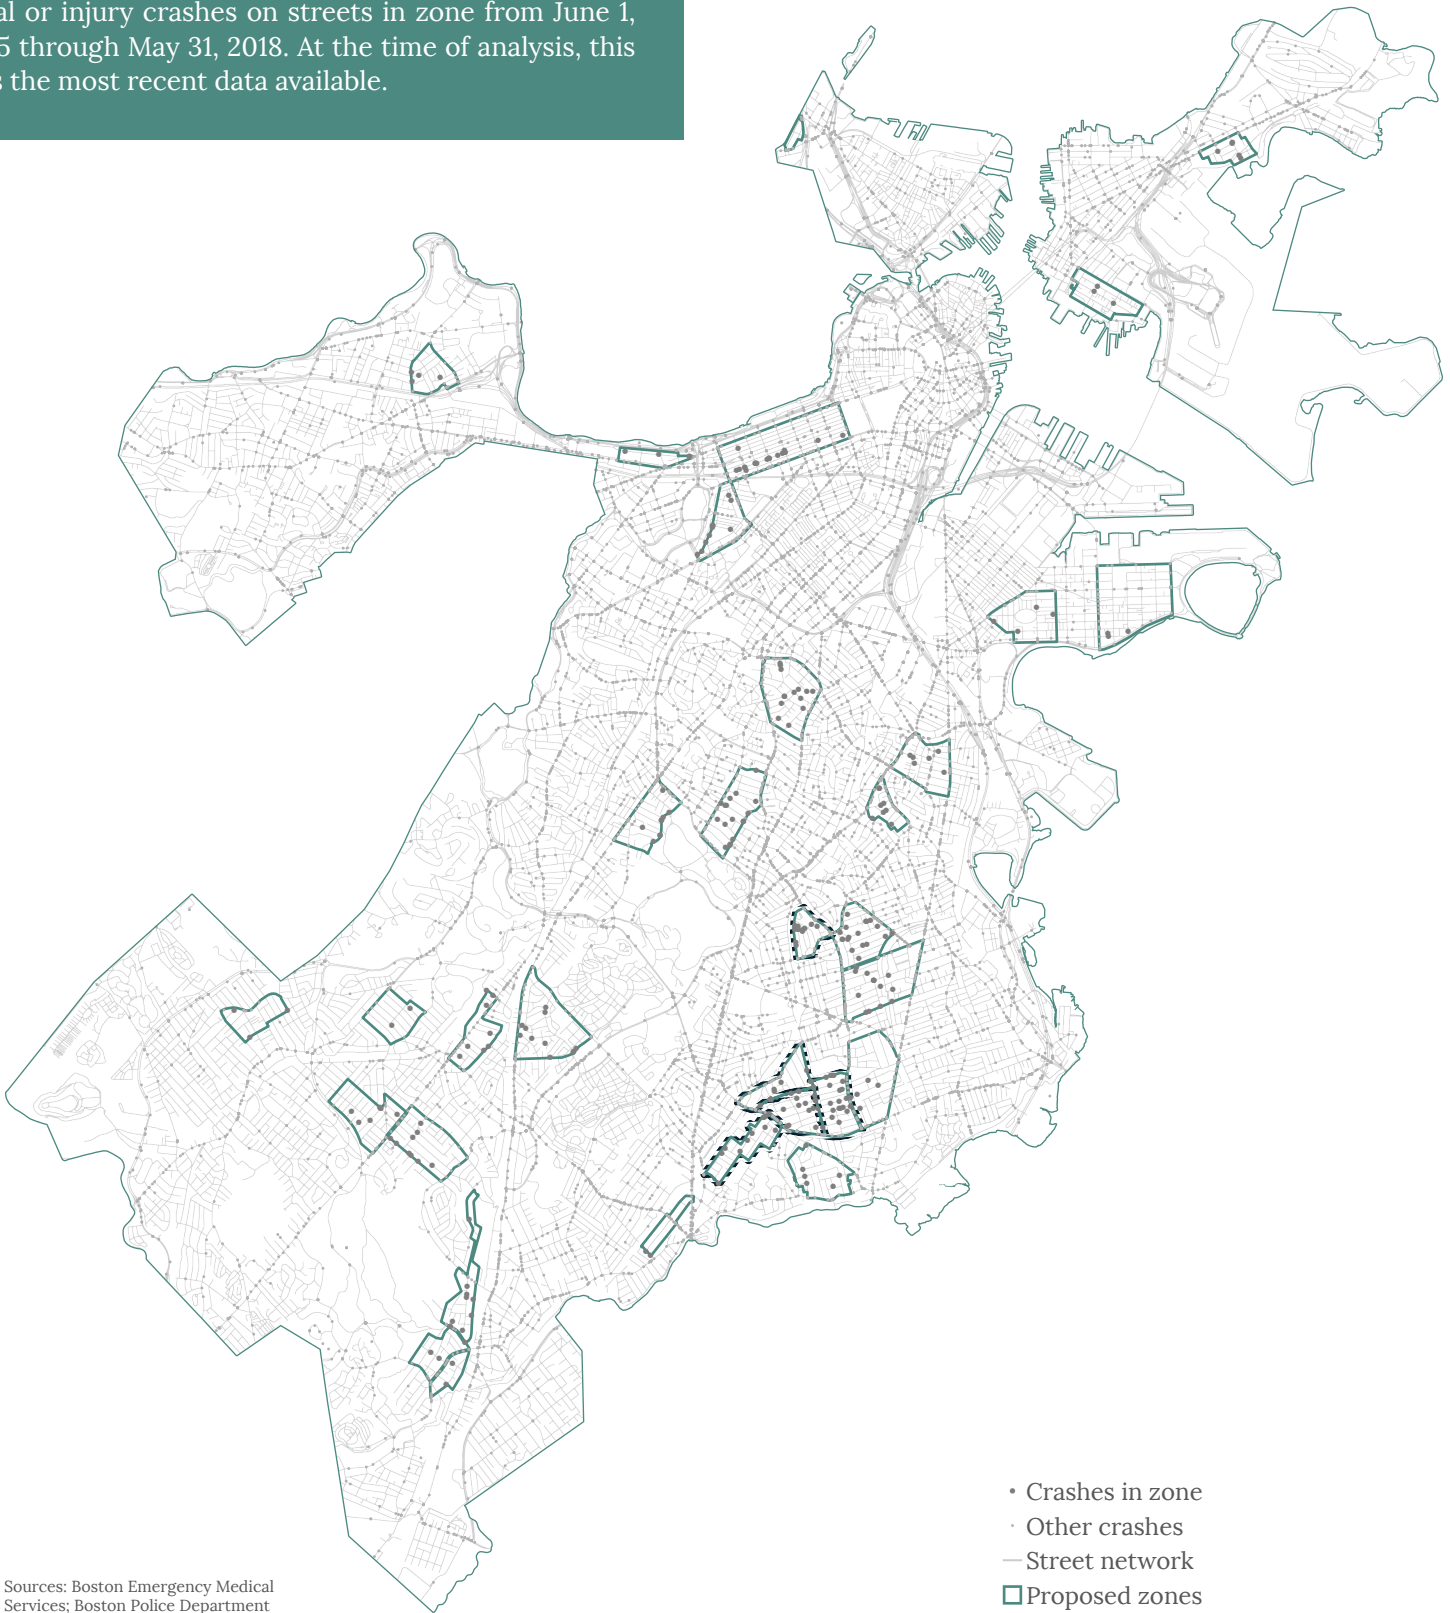 al or injury crashes on streets in zone from June 1,
5 through May 31, 2018. At the time of analysis, this
s the most recent data available.
Crashes in zone
Other crashes
Street network
Proposed zones
Sources: Boston Emergency Medical
Services; Boston Police Department